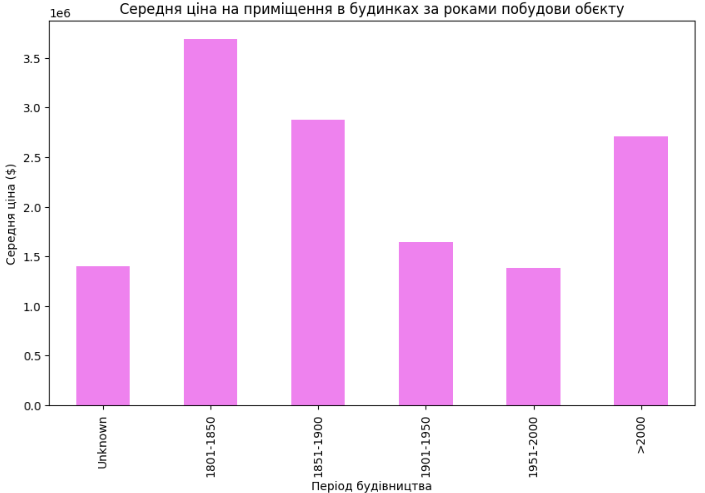 Середня ціна на приміщення в будинках за роками побудови обєкту
1e6
3.5
3.0
2.5
2.0
1.5
1.0
0.5
0.0
Середня ціна ($)
Unknown
1801-1850
1851-1900
1901-1950
1951-2000
>2000
Період будівництва